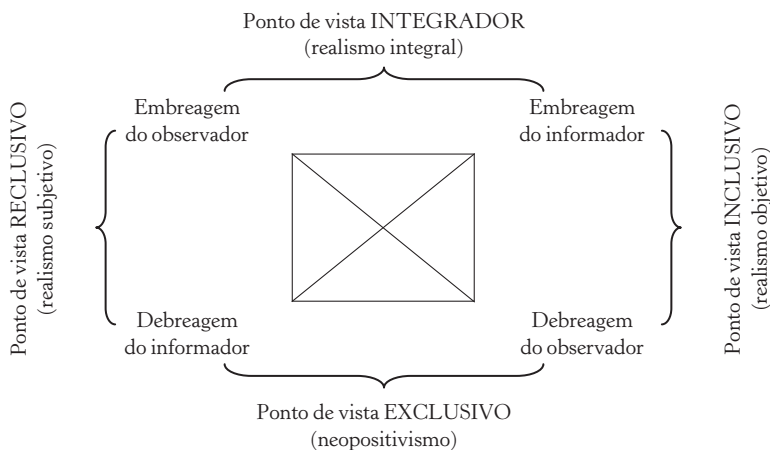 Ponto de vista INTEGRADOR
(realismo integral)
Embreagem
do observador
Embreagem
do informador
Ponto de vista RECLUSIVO
(realismo subjetivo)
Ponto de vista INCLUSIVO
(realismo objetivo)
Debreagem
do informador
Debreagem
do observador
Ponto de vista EXCLUSIVO
(neopositivismo)